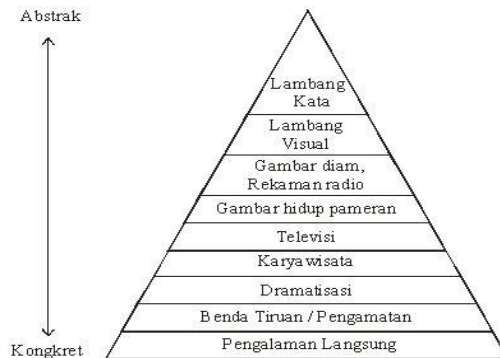 Abstrak
Lambang
Kata
Lambang
Visual
Gambar diam,
Rekaman radio
Gambar hidup pameran
Televisi
Karyawisata
Dramatisasi
Benda Tiruan / Pengamatan
Pengalaman Langsung
Kongkret